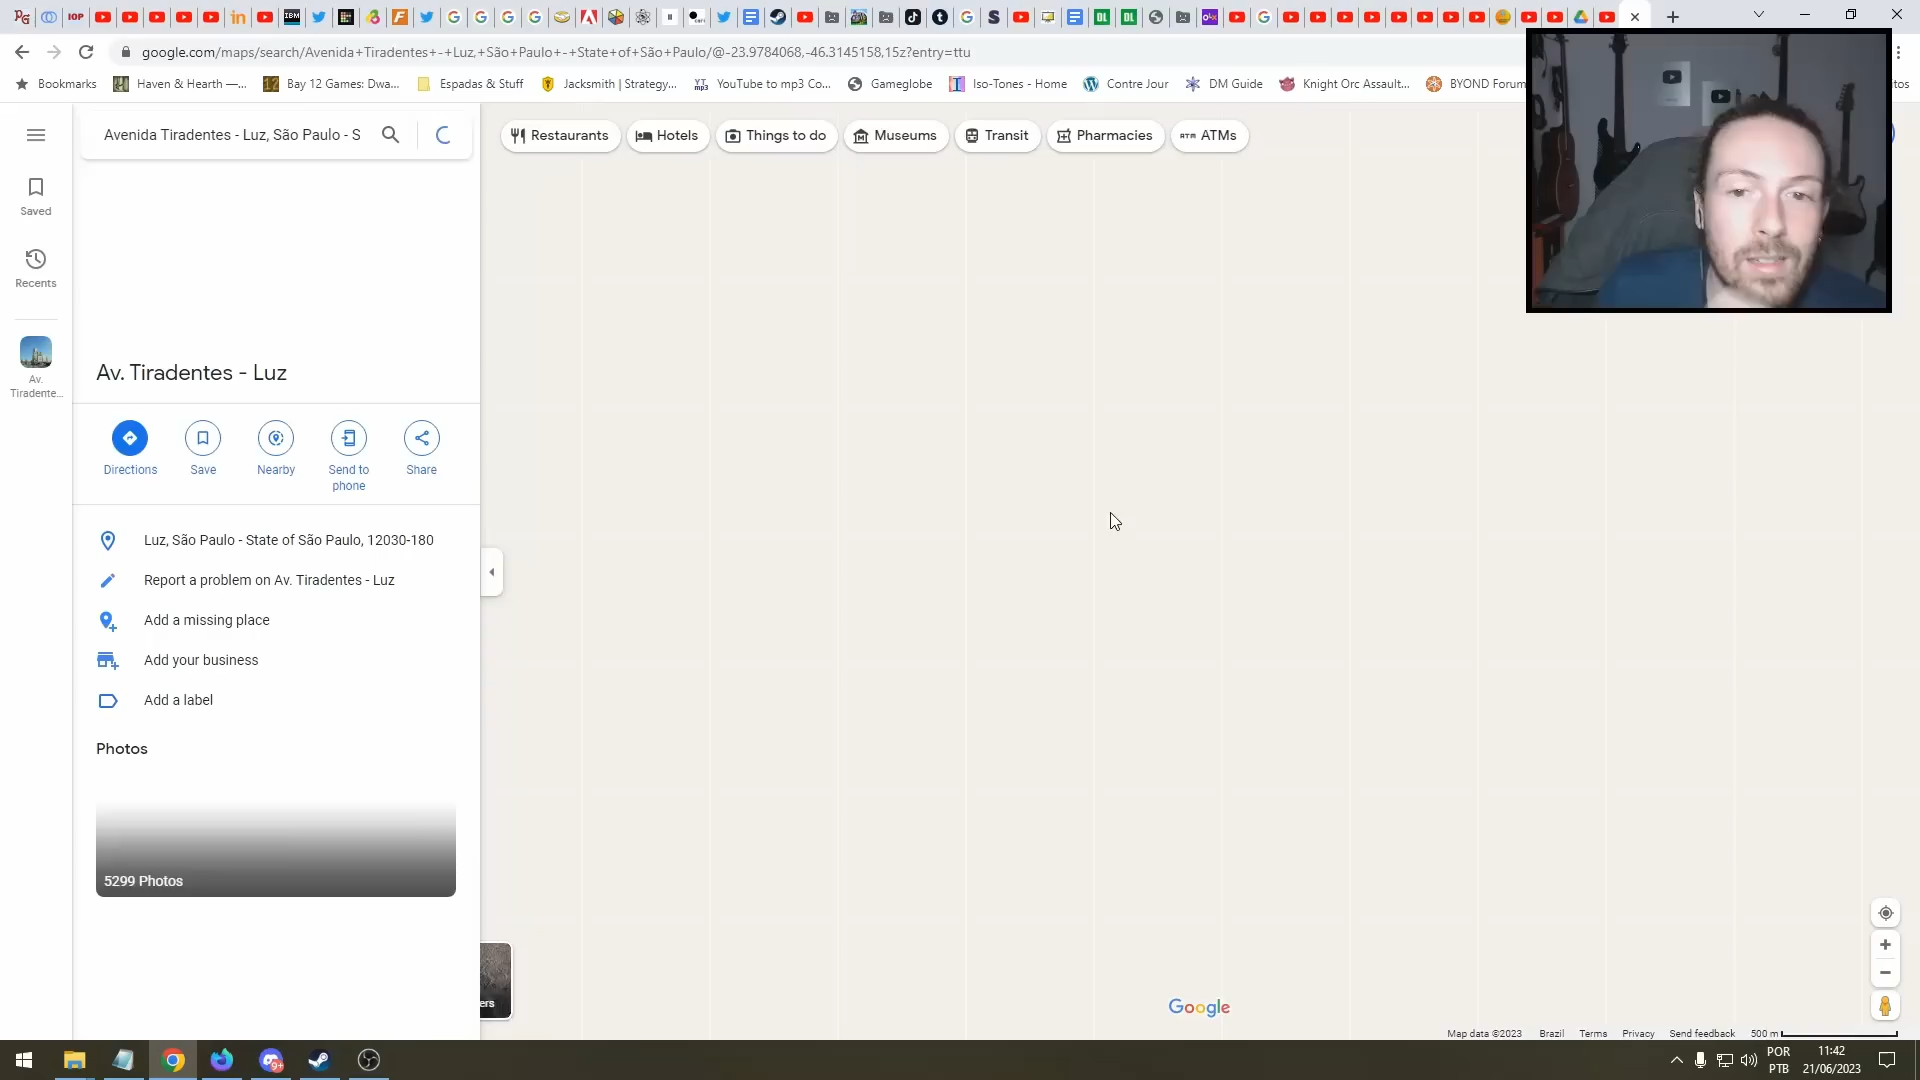 google.com/maps/search/Avenida+Tiradentes+-+Luz,+São+Paulo+-+State+of+São+Paulo/@-23.9784068,-46.3145158,15z?entry=ttu
Bookmarks
Haven & Hearth —...
Bay 12 Games: Dwa...
Espadas & Stuff
Jacksmith | Strategy...
YouTube to mp3 Co...
Gameglobe
Iso-Tones - Home
Contre Jour
DM Guide
Knight Orc Assault...
BYOND Forum
Avenida Tiradentes - Luz, São Paulo - S
Restaurants
Hotels
Things to do
Museums
Transit
Pharmacies
ATM ATMs
Saved
Recents
Av.
Tiradente...
Av. Tiradentes - Luz
Directions
Save
Nearby
Send to
phone
Share
Luz, São Paulo - State of São Paulo, 12030-180
Report a problem on Av. Tiradentes - Luz
Add a missing place
Add your business
Add a label
Photos
5299 Photos
ers
Google
Map data ©2023
Brazil
Terms
Privacy
Send feedback
500 m
POR
PTB
11:42
21/06/2023